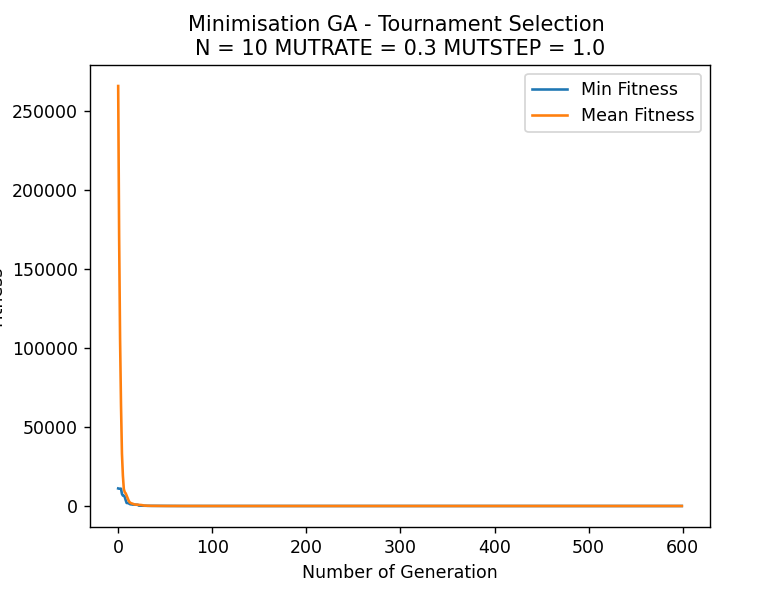 Minimisation GA - Tournament Selection
N = 10 MUTRATE = 0.3 MUTSTEP = 1.0
Min Fitness
Mean Fitness
250000
200000
150000
100000
50000
0
0 100 200 300 400 500 600
Number of Generation